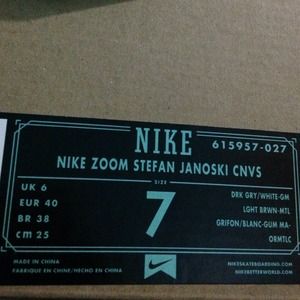 NIKE
615957-027
NIKE ZOOM STEFAN JANOSKI CNVS
SIZE
UK 6
EUR 40
BR 38
cm 25
7
DRK GRY/WHITE-GM
LGHT BRWN-MTL
GRIFON/BLANC-GUM MA-
ORMTLC
MADE IN CHINA
FABRIQUE EN CHINE/HECHO EN CHINA
NIKESKATEBOARDING.COM
NIKEBETTERWORLD.COM